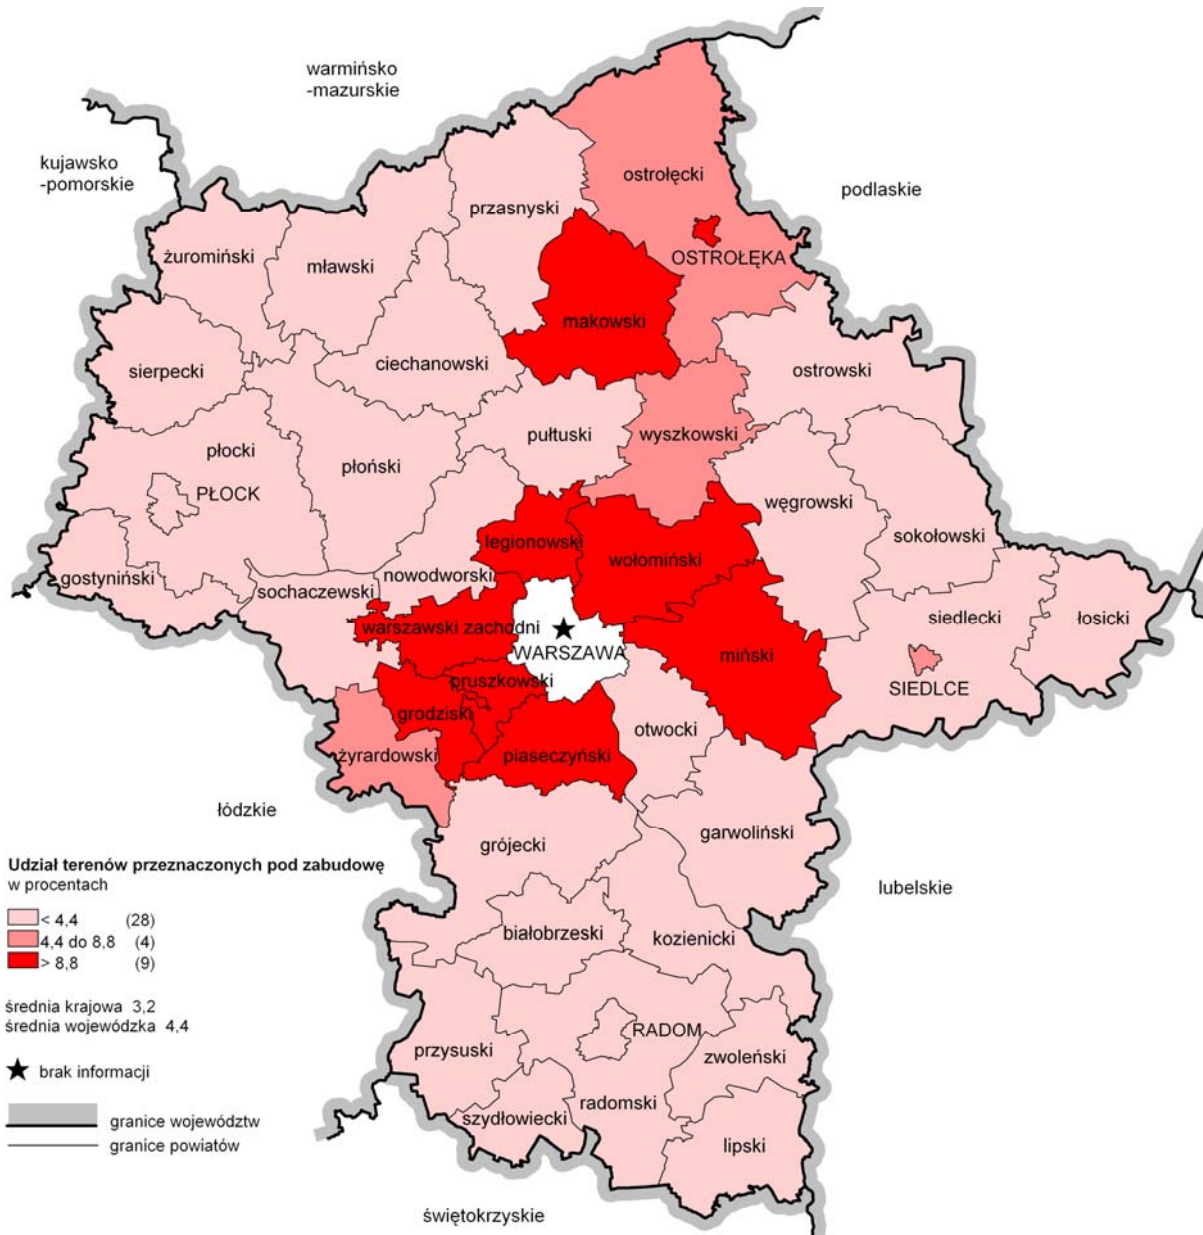 warmińsko
-mazurskie
kujawsko
-pomorskie
podlaskie
ostrołęcki
przasnyski
żuromiński
mławski
OSTROŁĘKA
makowski
ciechanowski
sierpecki
ostrowski
pułtuski
wyszkowski
płocki
płoński
PŁOCK
węgrowski
sokołowski
legionowski
wołomiński
gostyniński
nowodworski
sochaczewski
siedlecki
łosicki
warszawski zachodni
WARSZAWA
miński
pruszkowski
SIEDLCE
grodziski
otwocki
żyrardowski
piaseczyński
łódzkie
garwoliński
grójecki
Udział terenów przeznaczonych pod zabudowę
w procentach
lubelskie
< 4,4 (28)
4,4 do 8,8 (4)
> 8,8 (9)
białobrzeski
kozienicki
średnia krajowa 3,2
średnia wojewódzka 4,4
RADOM
przysuski
zwoleński
brak informacji
radomski
szydłowiecki
granice województw
granice powiatów
lipski
świętokrzyskie